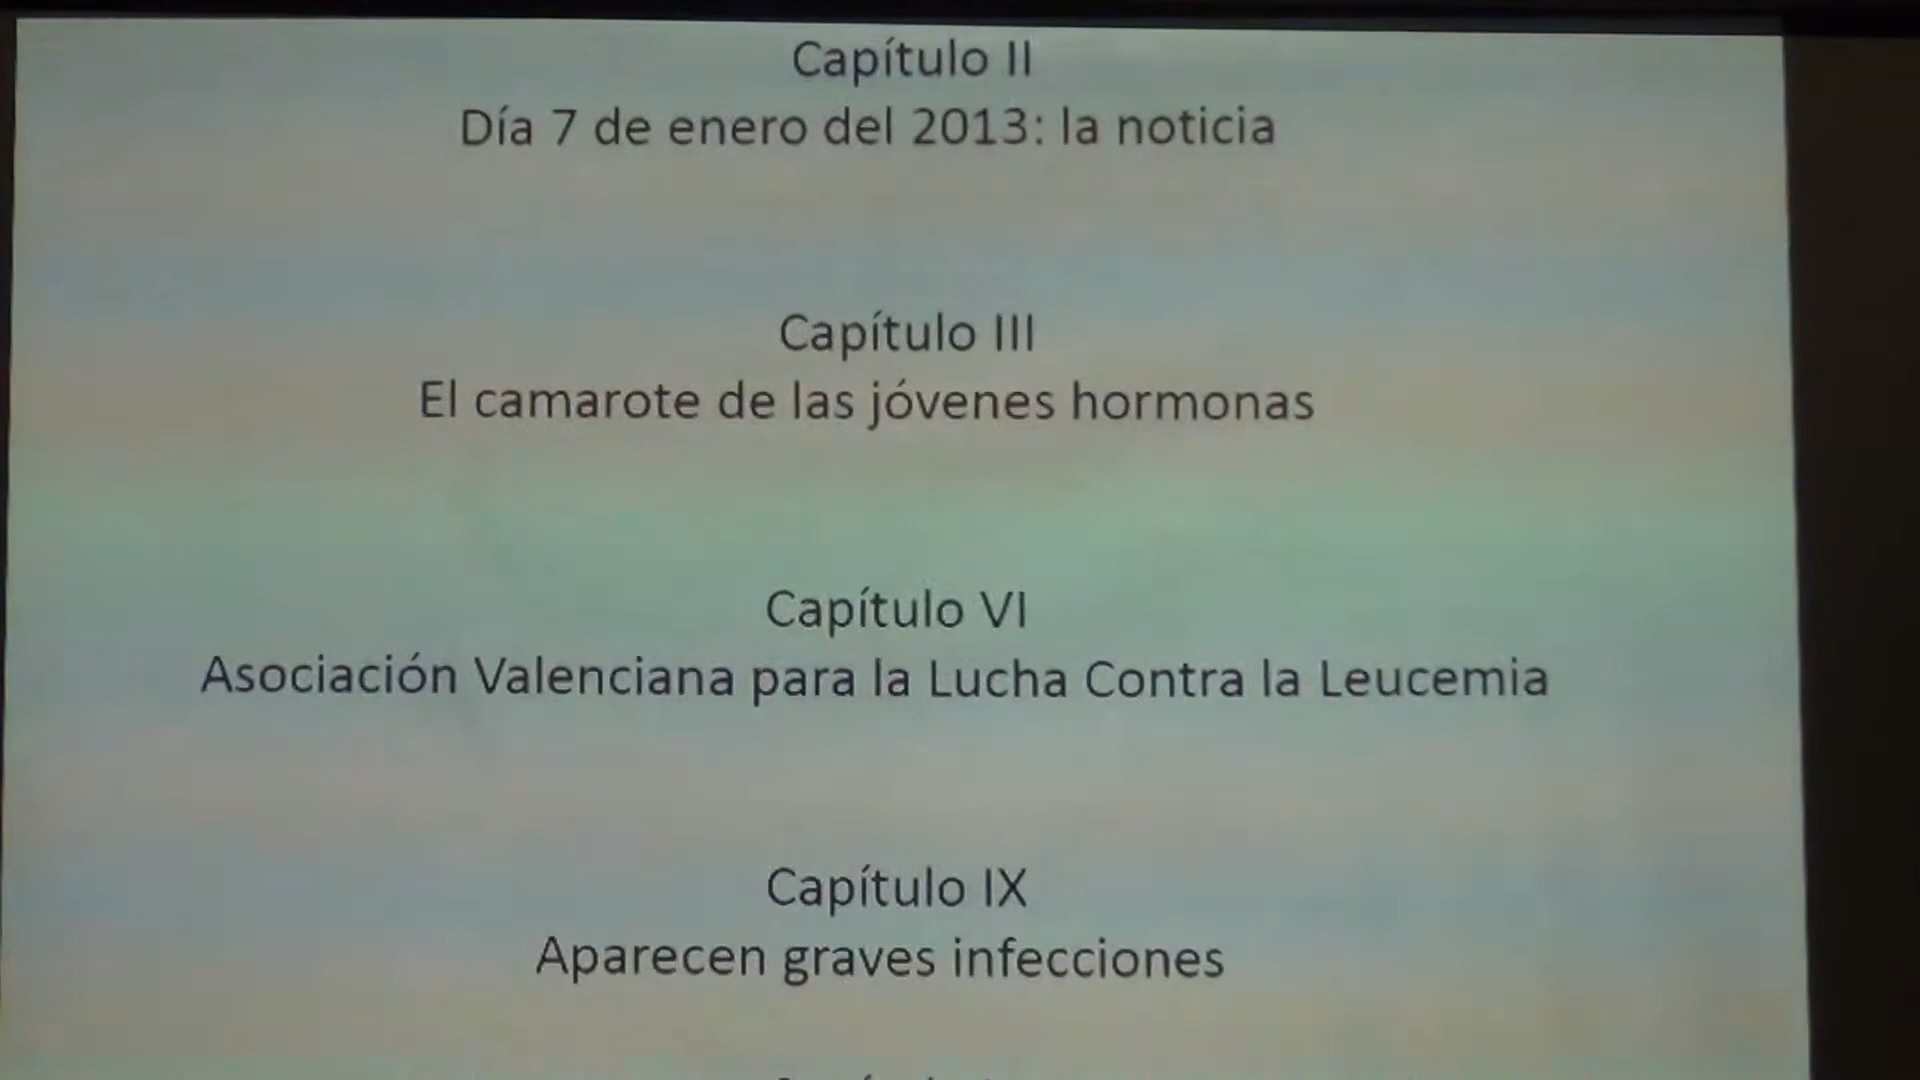 Capítulo II
Día 7 de enero del 2013: la noticia
Capítulo III
El camarote de las jóvenes hormonas
Capítulo VI
Asociación Valenciana para la Lucha Contra la Leucemia
Capítulo IX
Aparecen graves infecciones